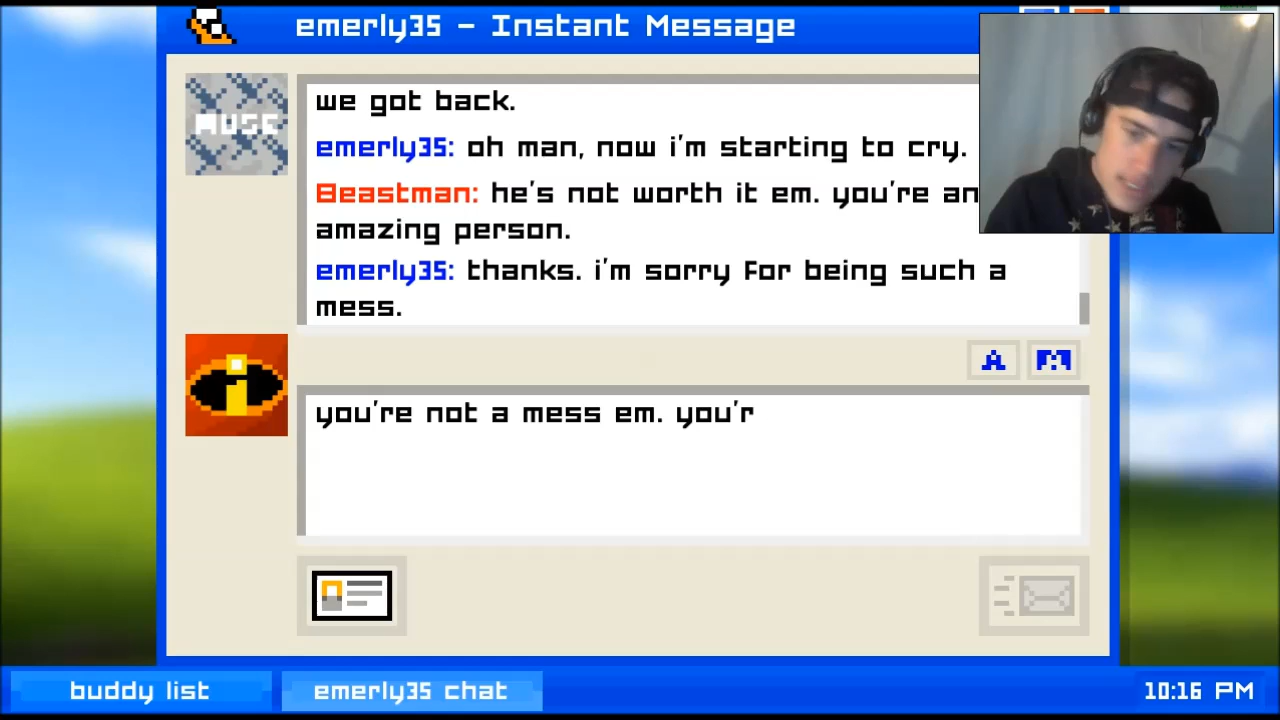 emerly35 - Instant Message
we got back.
MUSE
emerly35: oh man, now i'm starting to cry.
Beastman: he's not worth it em. you're an
amazing person.
emerly35: thanks. i'm sorry for being such a
mess.
A M
i
you're not a mess em. you'r
buddy list
emerly35 chat
10:16 PM